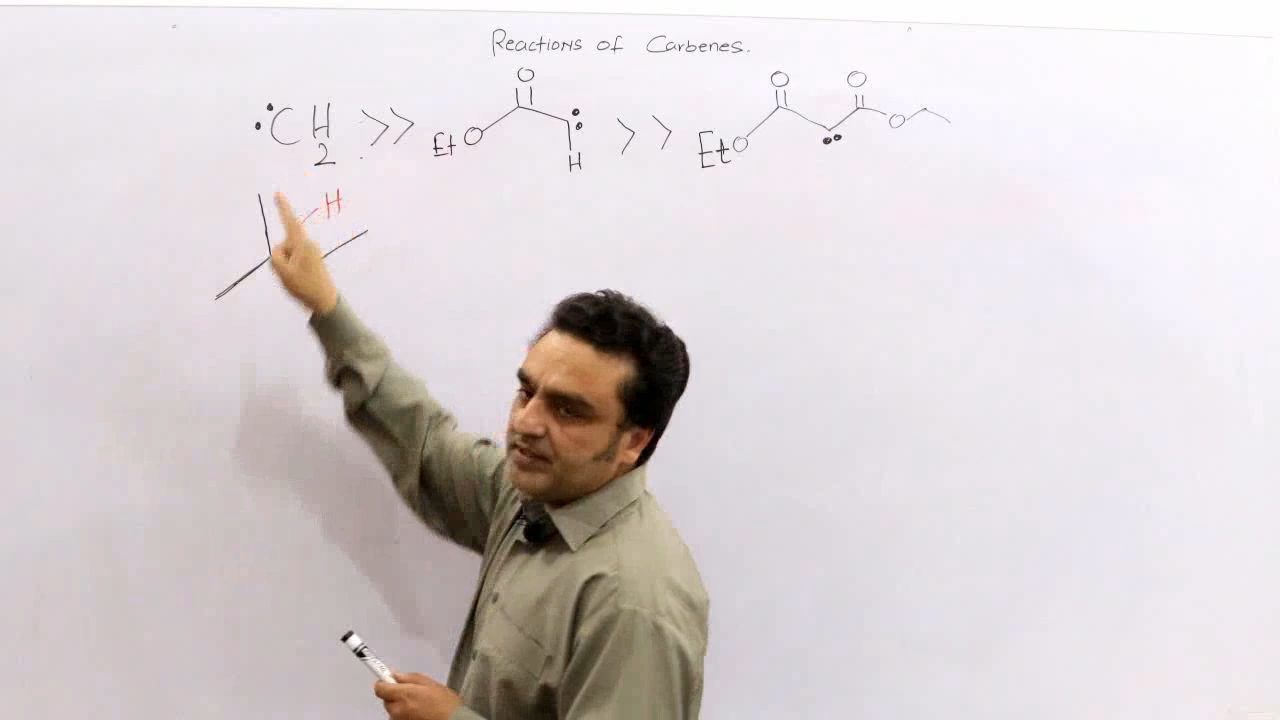 Reactions of Carbenes.
:CH2 >> EtO O : H >> EtO O : O O
H